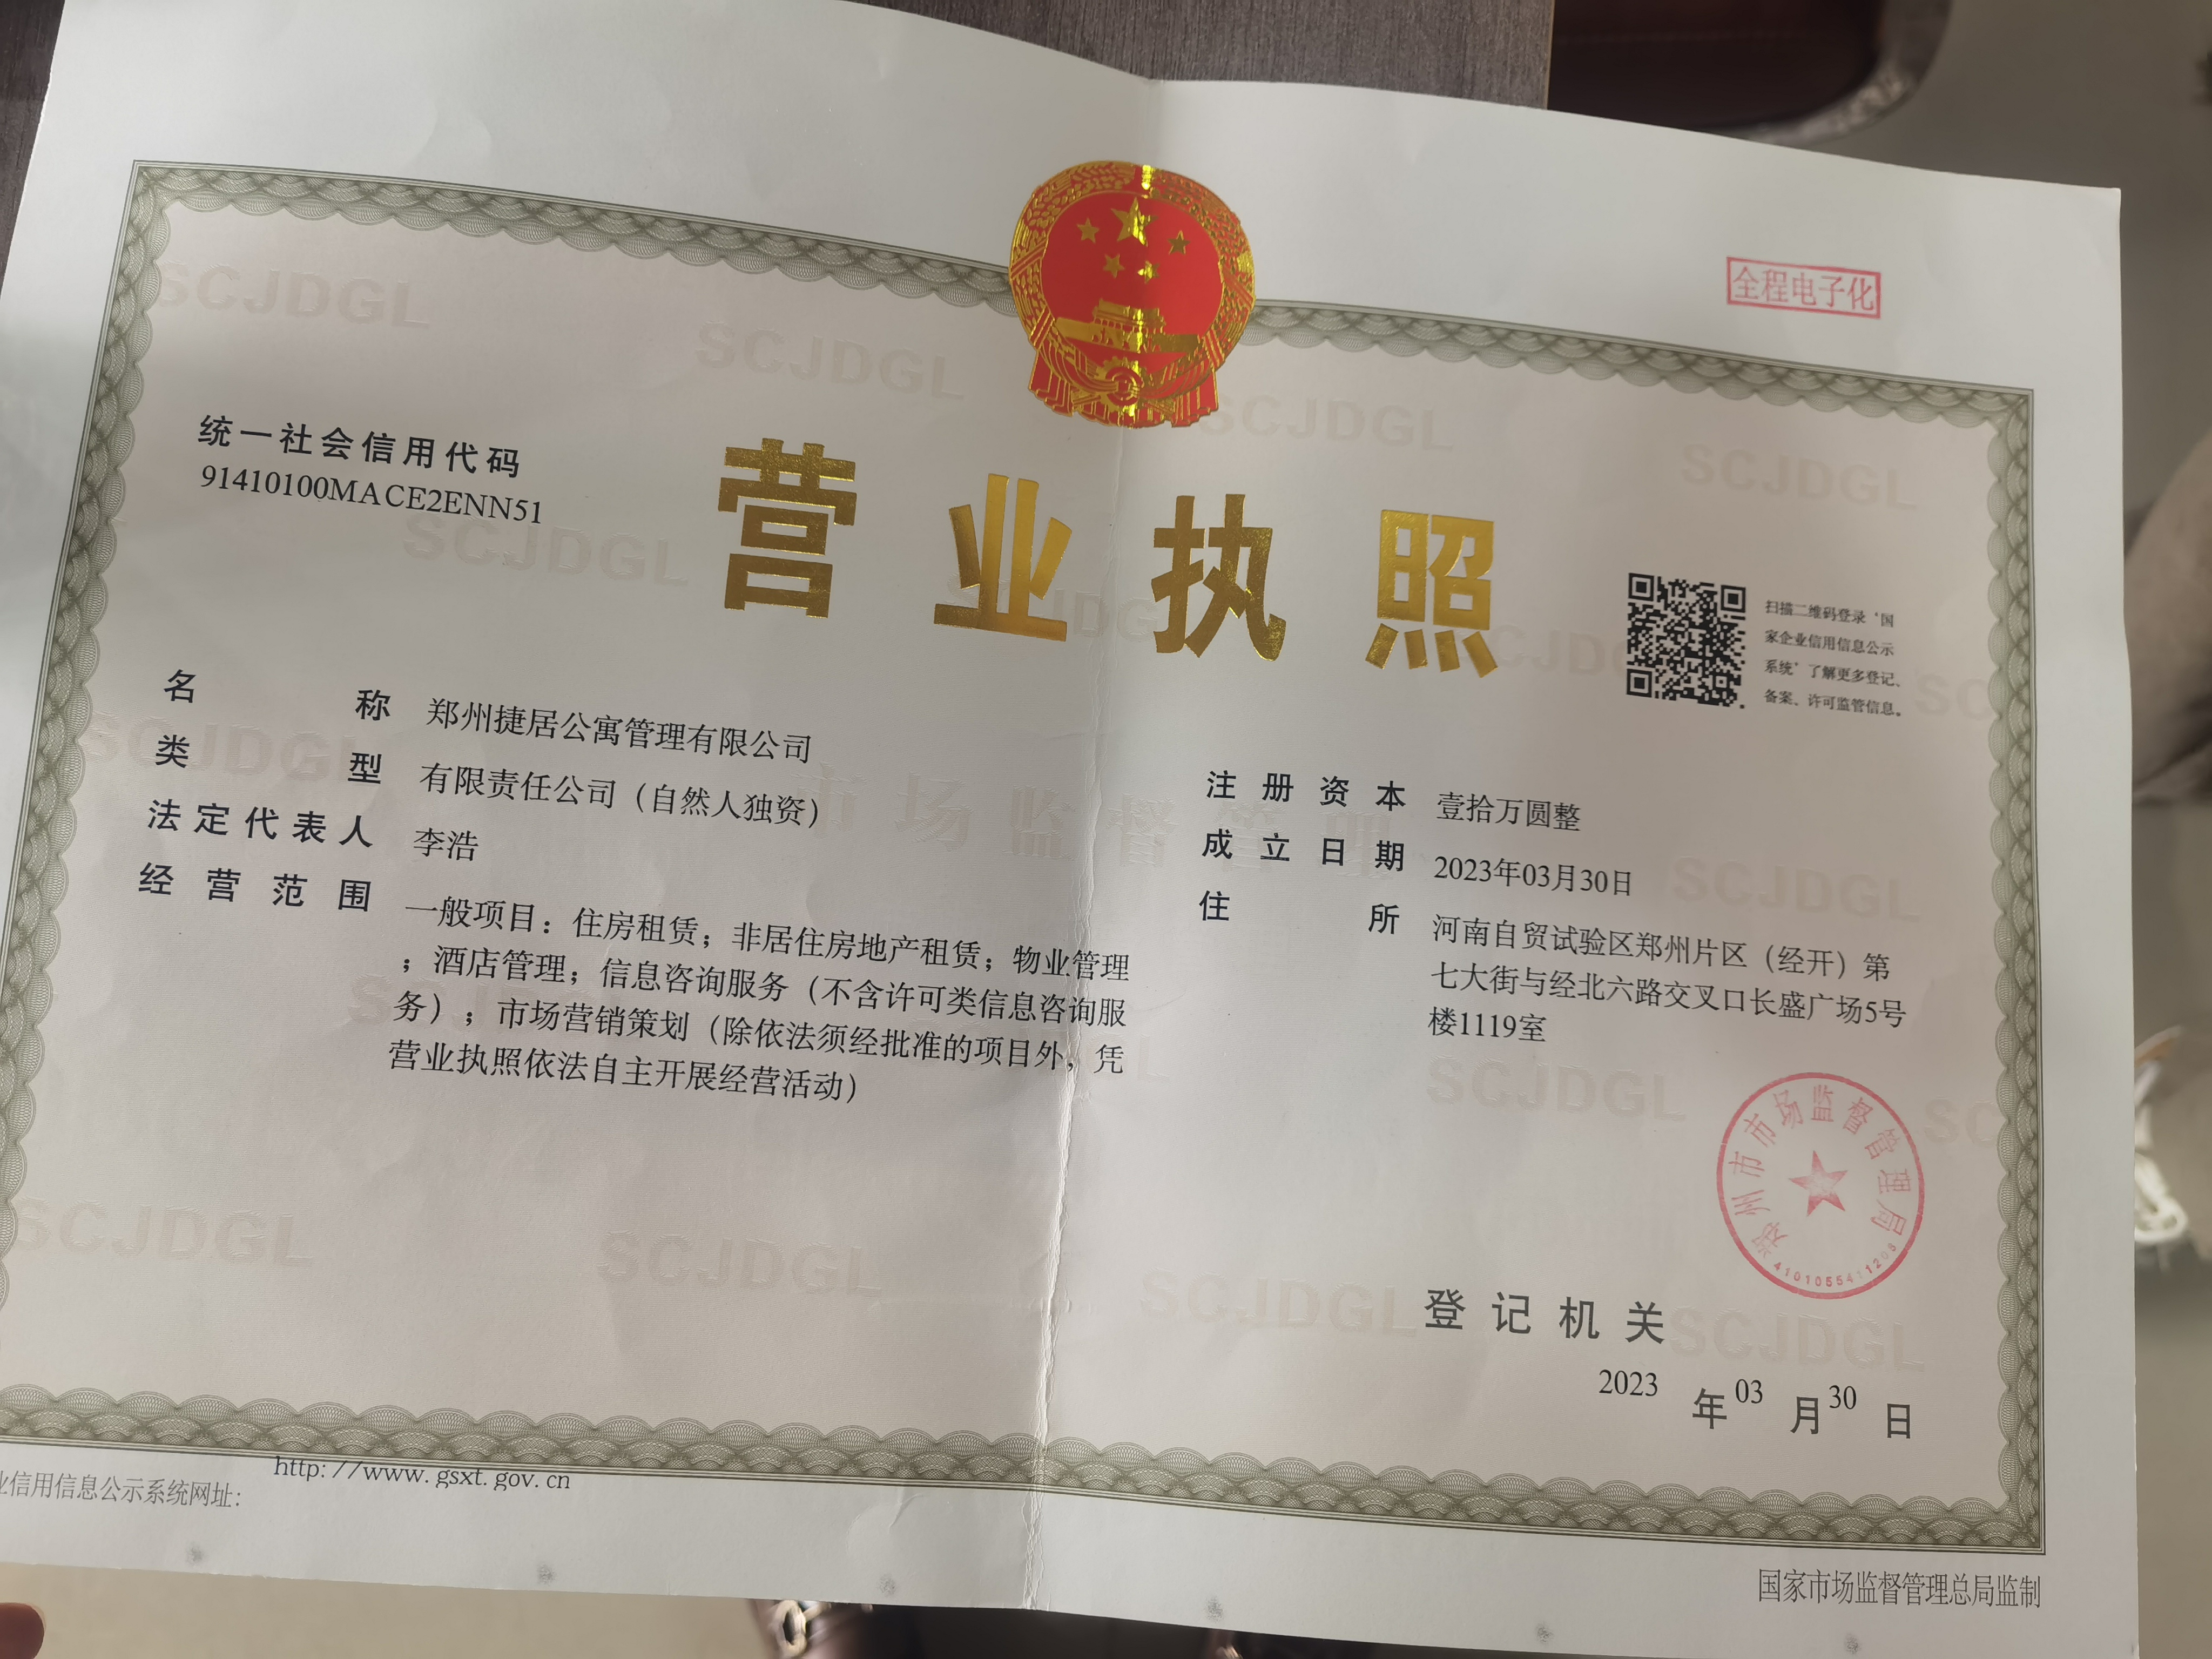 全程电子化
统一社会信用代码
91410100MACE2ENN51
营业执照
扫描二维码登录‘国
家企业信用信息公示
系统’了解更多登记、
备案、许可监管信息。
名称 郑州捷居公寓管理有限公司
类型 有限责任公司（自然人独资）
法定代表人 李浩
经营范围 一般项目：住房租赁；非居住房地产租赁；物业管理
；酒店管理；信息咨询服务（不含许可类信息咨询服
务）；市场营销策划（除依法须经批准的项目外，凭
营业执照依法自主开展经营活动）
注册资本 壹拾万圆整
成立日期 2023年03月30日
住所 河南自贸试验区郑州片区（经开）第
七大街与经北六路交叉口长盛广场5号
楼1119室
郑州市市场监督管理局
登记机关
2023年03月30日
业信用信息公示系统网址：
http://www.gsxt.gov.cn
国家市场监督管理总局监制
SCJDGL